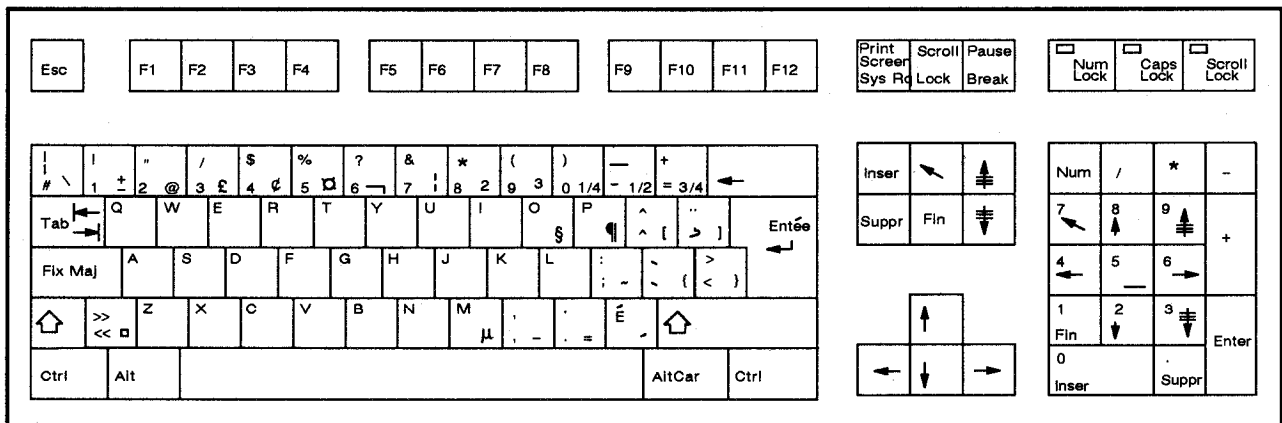 Esc F1 F2 F3 F4 F5 F6 F7 F8 F9 F10 F11 F12 Print Screen Sys Rq Scroll Lock Pause Break Num Lock Caps Lock Scroll Lock
| ! " / $ % ? & * ( ) — +
# \ 1 ± 2 @ 3 £ 4 ¢ 5 ¤ 6 ¬ 7 ¦ 8 2 9 3 0 1/4 - 1/2 = 3/4
Inser
Num / * -
Tab Q W E R T Y U I O § P ¶ ^ ^ [ ¨ ¸ ] Entée
Suppr Fin
7 8 9 +
Fix Maj A S D F G H J K L : ; ~ ` ` { > < }
4 5 6
>> << Z X C V B N M µ , , – . . = É ´
1 Fin 2 3 Enter
Ctrl Alt AltCar Ctrl
0 Inser . Suppr